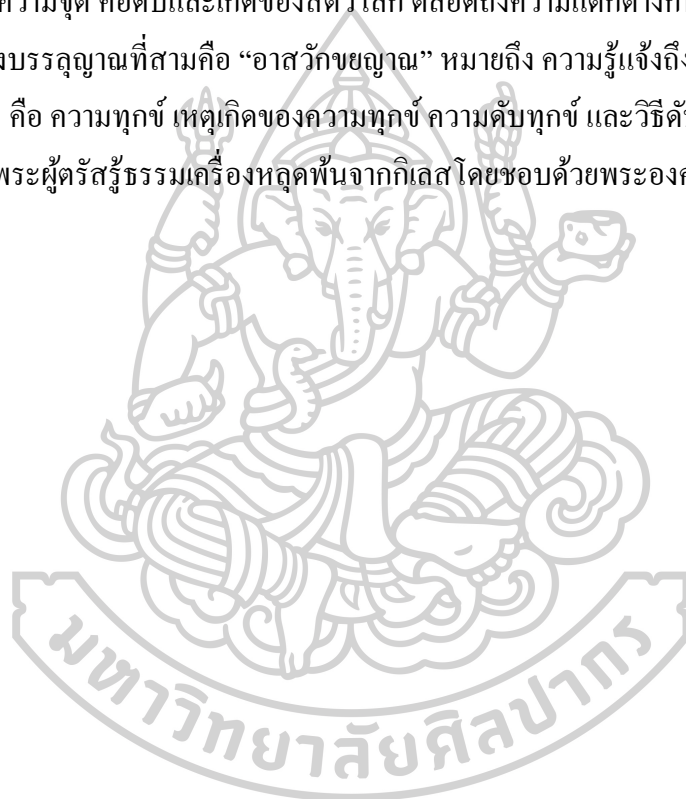 ความจุติ คือดับและเกิดของสัตว์โลก ตลอดถึงความแตกต่างกั
งบรรลุญาณที่สามคือ “อาสวักขยญาณ” หมายถึง ความรู้แจ้งถึง
คือ ความทุกข์ เหตุเกิดของความทุกข์ ความดับทุกข์ และวิธีดั
พระผู้ตรัสรู้ธรรมเครื่องหลุดพ้นจากกิเลสโดยชอบด้วยพระองค
มหาวิทยาลัยศิลปากร